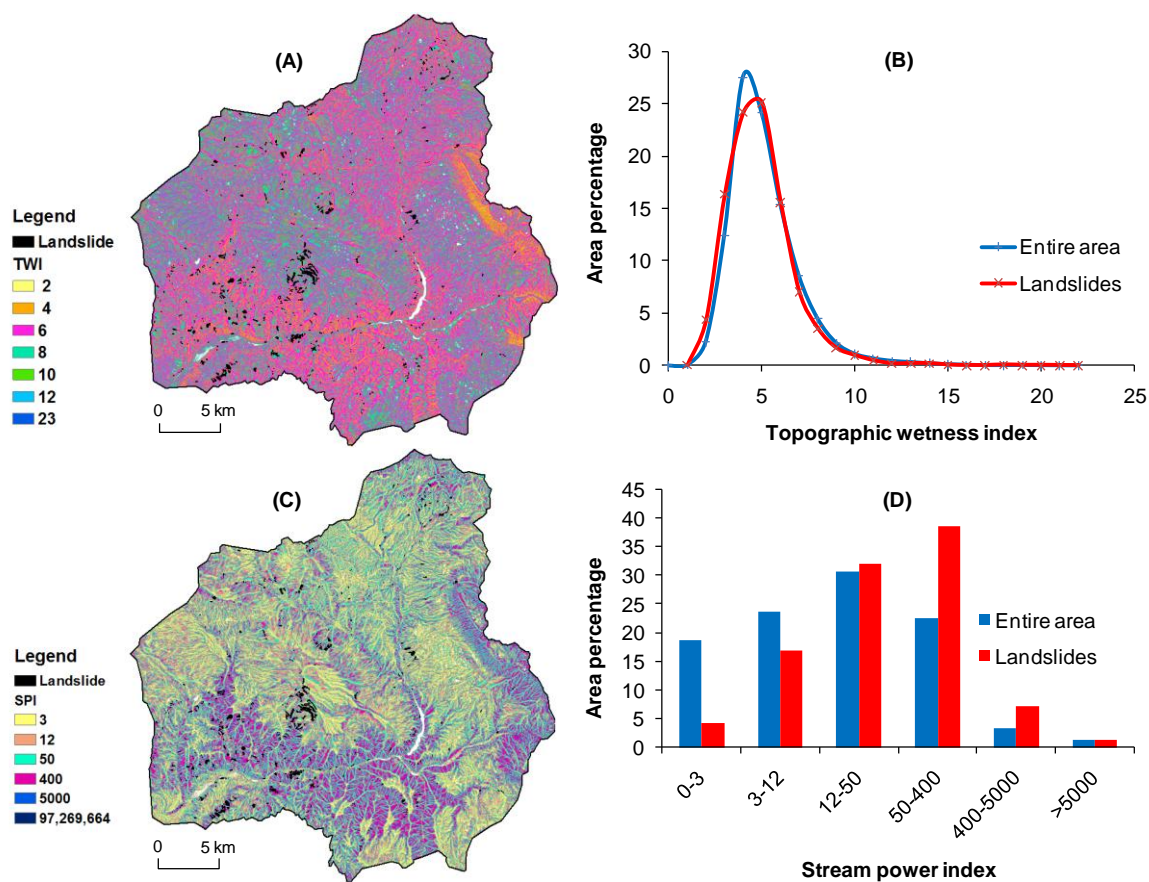 (A)
Legend
Landslide
TWI
2
4
6
8
10
12
23
0 5 km
(B)
30
25
20
15
10
5
0
Area percentage
Entire area
Landslides
0 5 10 15 20 25
Topographic wetness index
(C)
Legend
Landslide
SPI
3
12
50
400
5000
97,269,664
0 5 km
(D)
45
40
35
30
25
20
15
10
5
0
Area percentage
Entire area
Landslides
0-3 3-12 12-50 50-400 400-5000 >5000
Stream power index